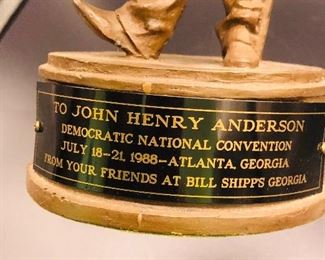 TO JOHN HENRY ANDERSON
DEMOCRATIC NATIONAL CONVENTION
JULY 18-21, 1988-ATLANTA, GEORGIA
FROM YOUR FRIENDS AT BILL SHIPP'S GEORGIA